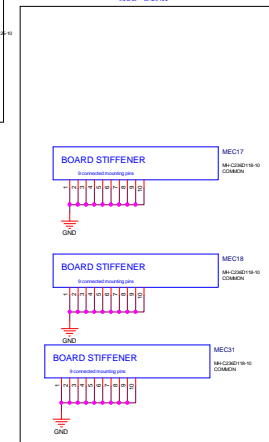 MEC17
BOARD STIFFENER
MH-C236D118-10
COMMON
9 connected mounting pins
1 2 3 4 5 6 7 8 9 10
GND
MEC18
BOARD STIFFENER
MH-C236D118-10
COMMON
9 connected mounting pins
1 2 3 4 5 6 7 8 9 10
GND
MEC31
BOARD STIFFENER
MH-C236D118-10
COMMON
9 connected mounting pins
1 2 3 4 5 6 7 8 9 10
GND